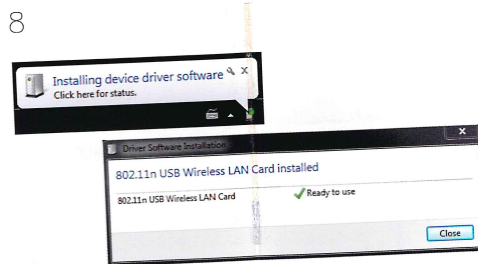 8
Installing device driver software
Click here for status.
Driver Software Installation
802.11n USB Wireless LAN Card installed
802.11n USB Wireless LAN Card
Ready to use
Close